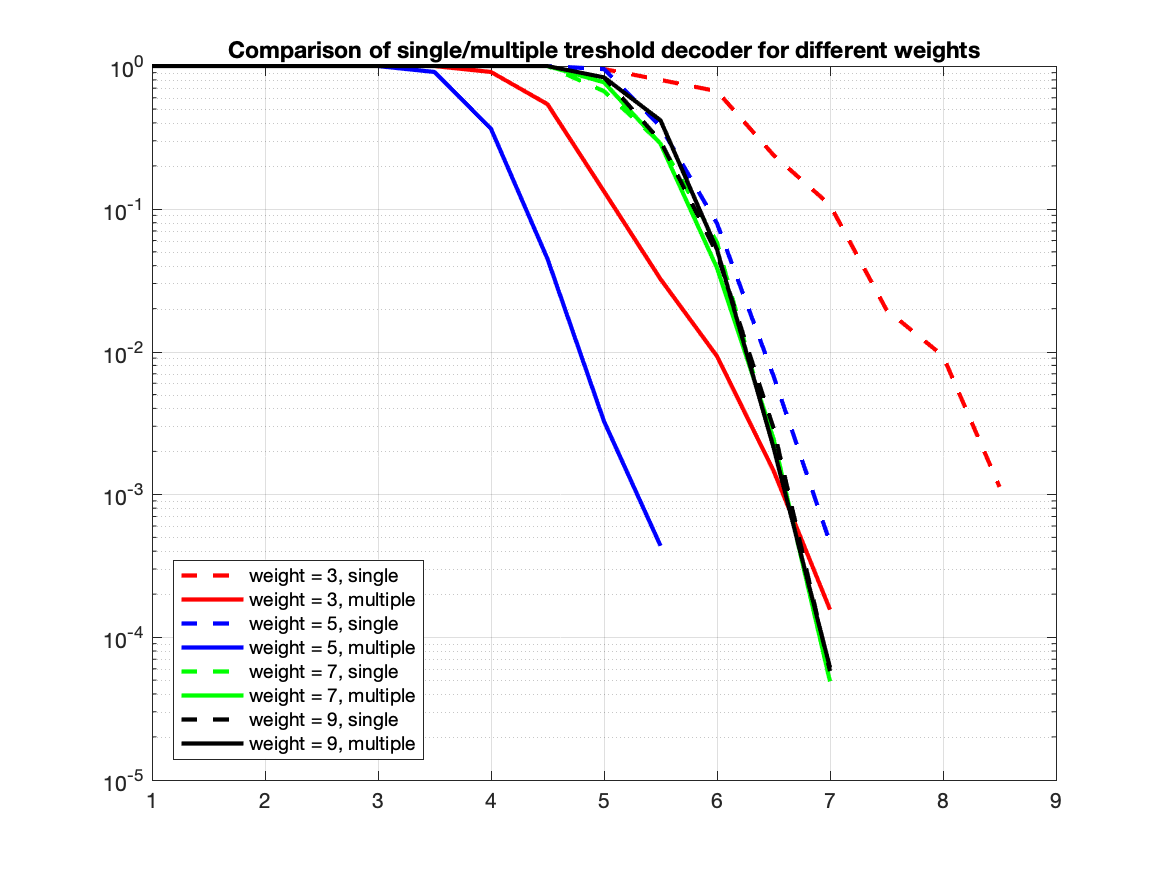 Comparison of single/multiple treshold decoder for different weights
10^0
10^-1
10^-2
10^-3
10^-4
10^-5
weight = 3, single
weight = 3, multiple
weight = 5, single
weight = 5, multiple
weight = 7, single
weight = 7, multiple
weight = 9, single
weight = 9, multiple
1 2 3 4 5 6 7 8 9